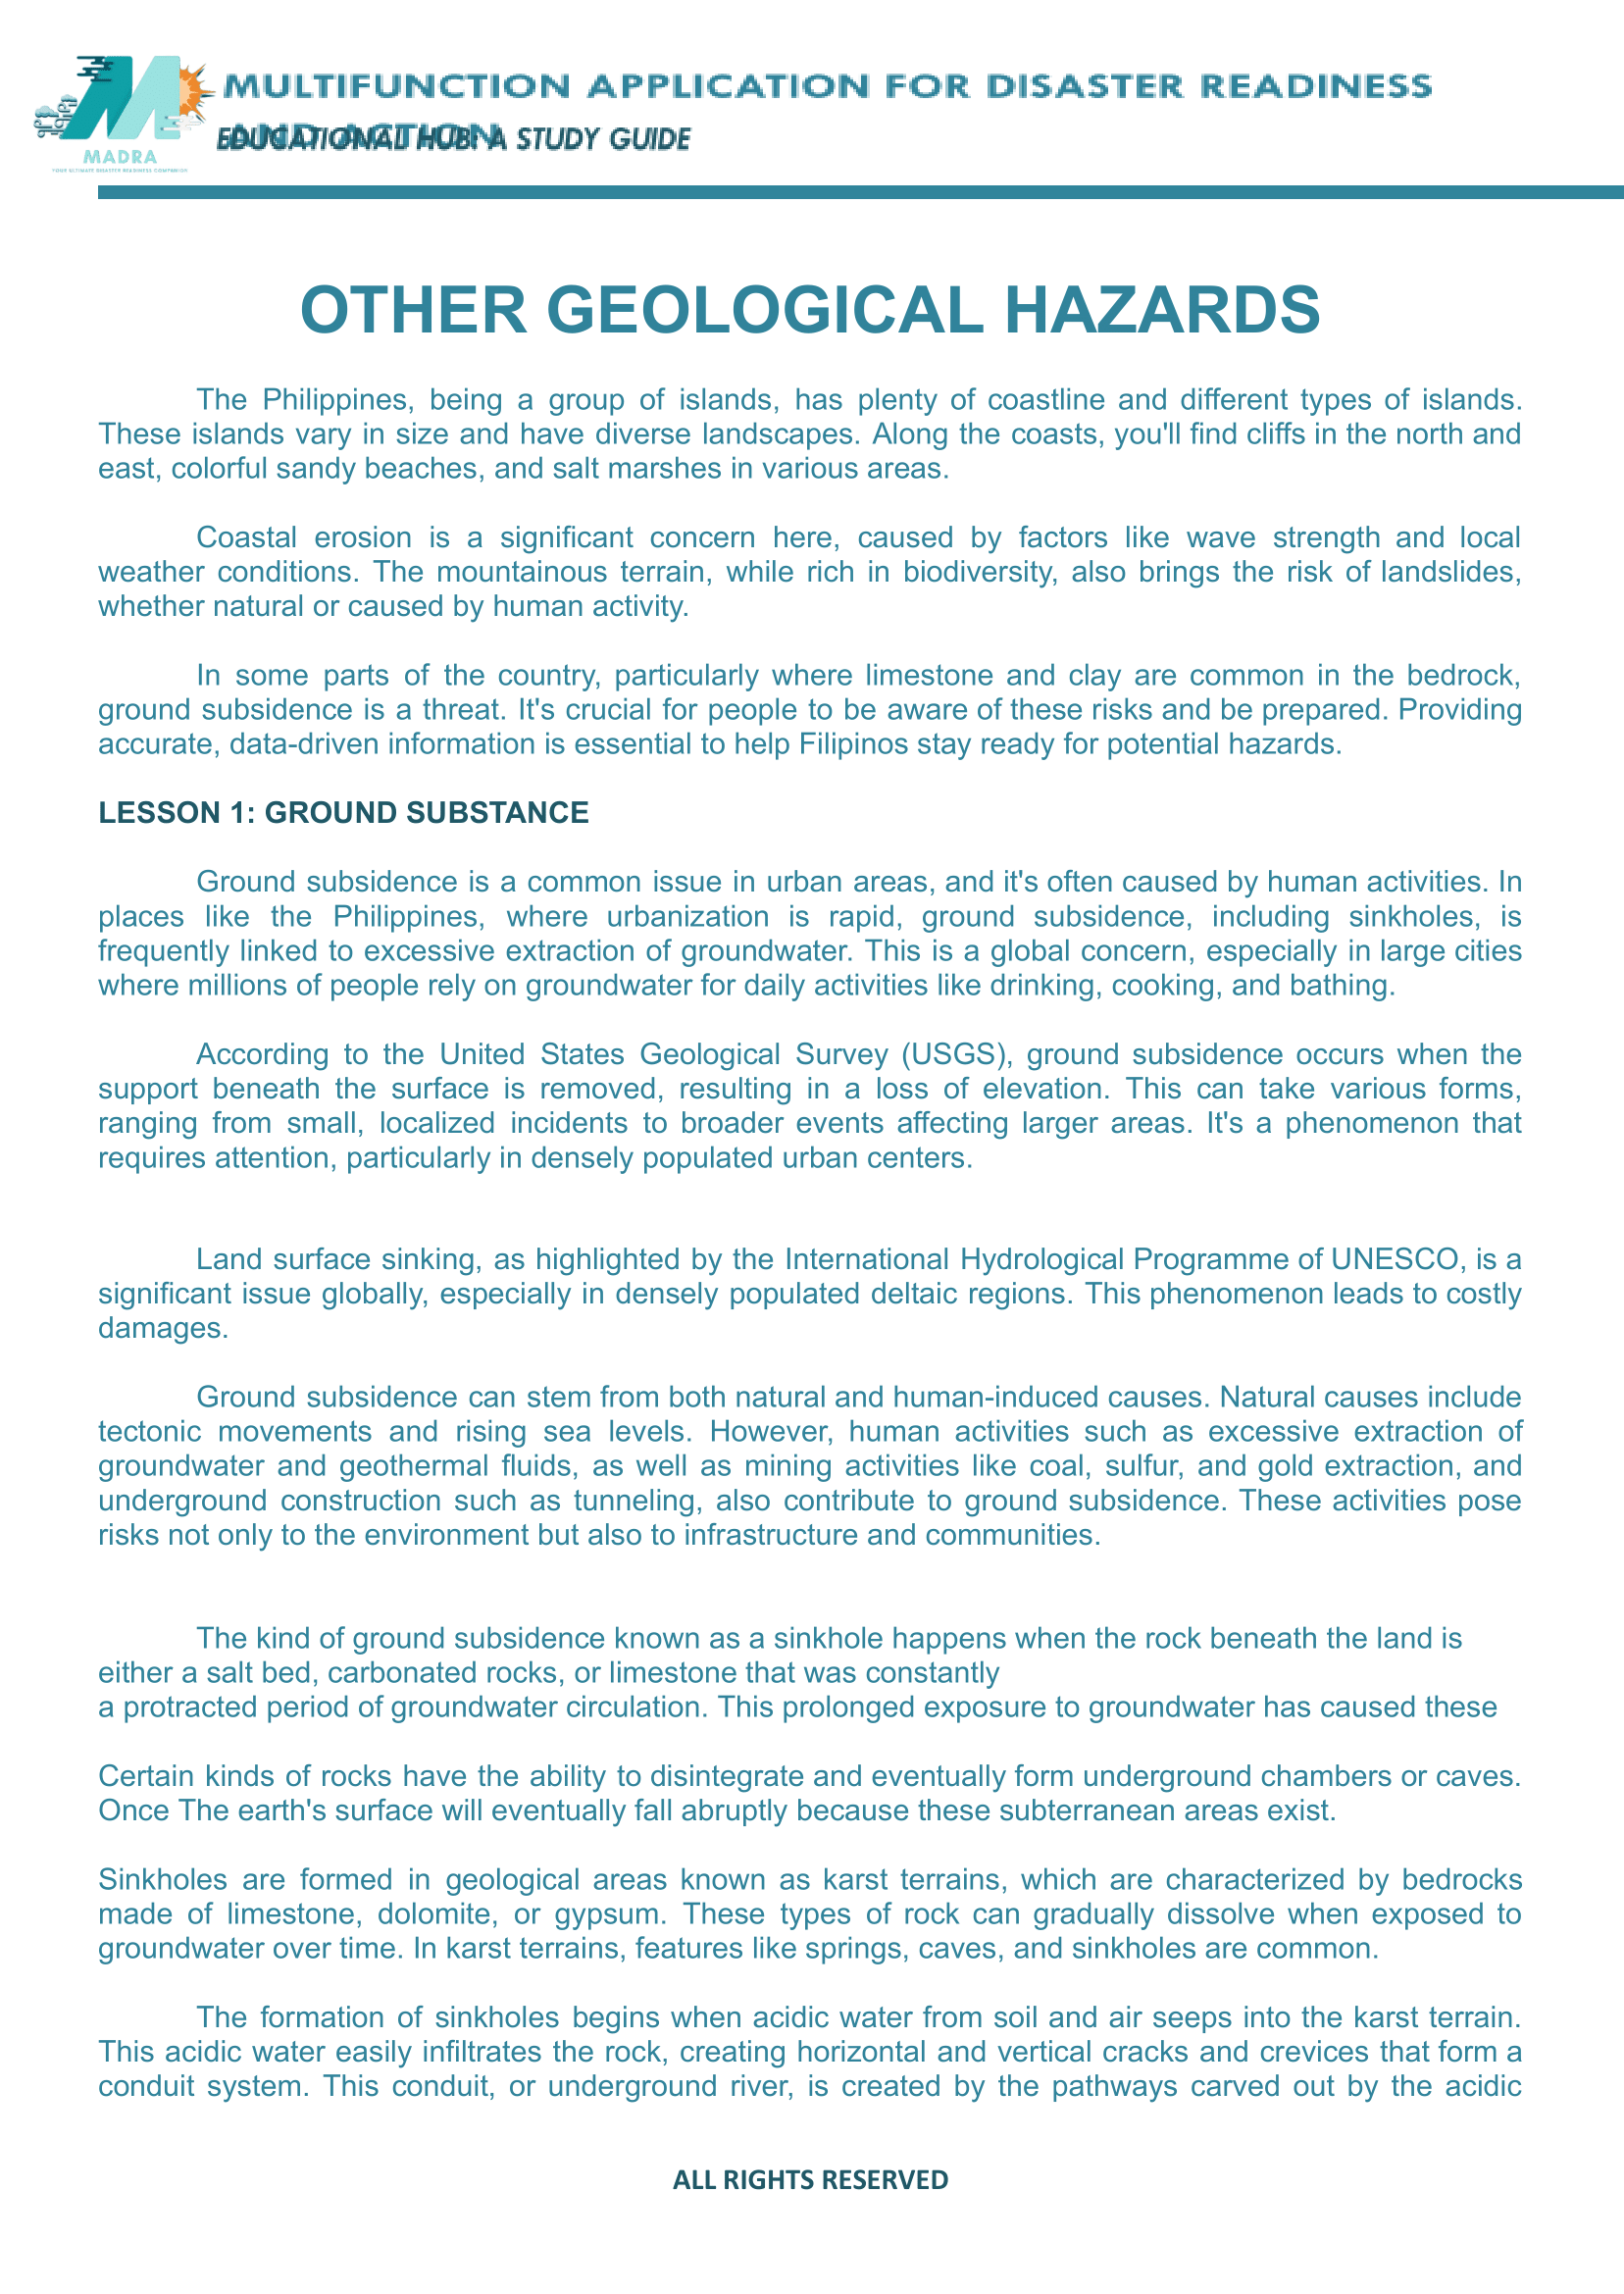 MULTIFUNCTION APPLICATION FOR DISASTER READINESS
AND ACTION
EDUCATIONAL HUB: A STUDY GUIDE
MADRA
YOUR ULTIMATE DISASTER READINESS COMPANION
OTHER GEOLOGICAL HAZARDS
The Philippines, being a group of islands, has plenty of coastline and different types of islands.
These islands vary in size and have diverse landscapes. Along the coasts, you'll find cliffs in the north and
east, colorful sandy beaches, and salt marshes in various areas.
Coastal erosion is a significant concern here, caused by factors like wave strength and local
weather conditions. The mountainous terrain, while rich in biodiversity, also brings the risk of landslides,
whether natural or caused by human activity.
In some parts of the country, particularly where limestone and clay are common in the bedrock,
ground subsidence is a threat. It's crucial for people to be aware of these risks and be prepared. Providing
accurate, data-driven information is essential to help Filipinos stay ready for potential hazards.
LESSON 1: GROUND SUBSTANCE
Ground subsidence is a common issue in urban areas, and it's often caused by human activities. In
places like the Philippines, where urbanization is rapid, ground subsidence, including sinkholes, is
frequently linked to excessive extraction of groundwater. This is a global concern, especially in large cities
where millions of people rely on groundwater for daily activities like drinking, cooking, and bathing.
According to the United States Geological Survey (USGS), ground subsidence occurs when the
support beneath the surface is removed, resulting in a loss of elevation. This can take various forms,
ranging from small, localized incidents to broader events affecting larger areas. It's a phenomenon that
requires attention, particularly in densely populated urban centers.
Land surface sinking, as highlighted by the International Hydrological Programme of UNESCO, is a
significant issue globally, especially in densely populated deltaic regions. This phenomenon leads to costly
damages.
Ground subsidence can stem from both natural and human-induced causes. Natural causes include
tectonic movements and rising sea levels. However, human activities such as excessive extraction of
groundwater and geothermal fluids, as well as mining activities like coal, sulfur, and gold extraction, and
underground construction such as tunneling, also contribute to ground subsidence. These activities pose
risks not only to the environment but also to infrastructure and communities.
The kind of ground subsidence known as a sinkhole happens when the rock beneath the land is
either a salt bed, carbonated rocks, or limestone that was constantly
a protracted period of groundwater circulation. This prolonged exposure to groundwater has caused these
Certain kinds of rocks have the ability to disintegrate and eventually form underground chambers or caves.
Once The earth's surface will eventually fall abruptly because these subterranean areas exist.
Sinkholes are formed in geological areas known as karst terrains, which are characterized by bedrocks
made of limestone, dolomite, or gypsum. These types of rock can gradually dissolve when exposed to
groundwater over time. In karst terrains, features like springs, caves, and sinkholes are common.
The formation of sinkholes begins when acidic water from soil and air seeps into the karst terrain.
This acidic water easily infiltrates the rock, creating horizontal and vertical cracks and crevices that form a
conduit system. This conduit, or underground river, is created by the pathways carved out by the acidic
ALL RIGHTS RESERVED